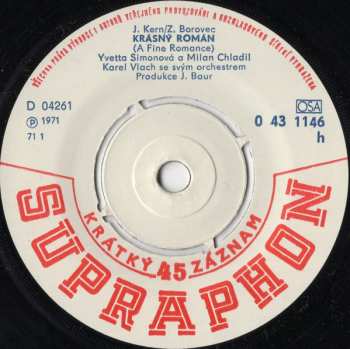 VŠECHNA PRÁVA VÝROBCE I AUTORŮ VEŘEJNÉHO PROVOZOVÁNÍ A ROZHLASOVÉHO ŠÍŘENÍ VYHRAZENA
J. Kern/Z. Borovec
KRÁSNÝ ROMÁN
(A Fine Romance)
Yvetta Simonová a Milan Chladil
Karel Vlach se svým orchestrem
Produkce J. Bour
D 04261
Ⓟ 1971
71 1
OSA
0 43 1146
h
KRÁTKÝ 45 ZÁZNAM
SUPRAPHON